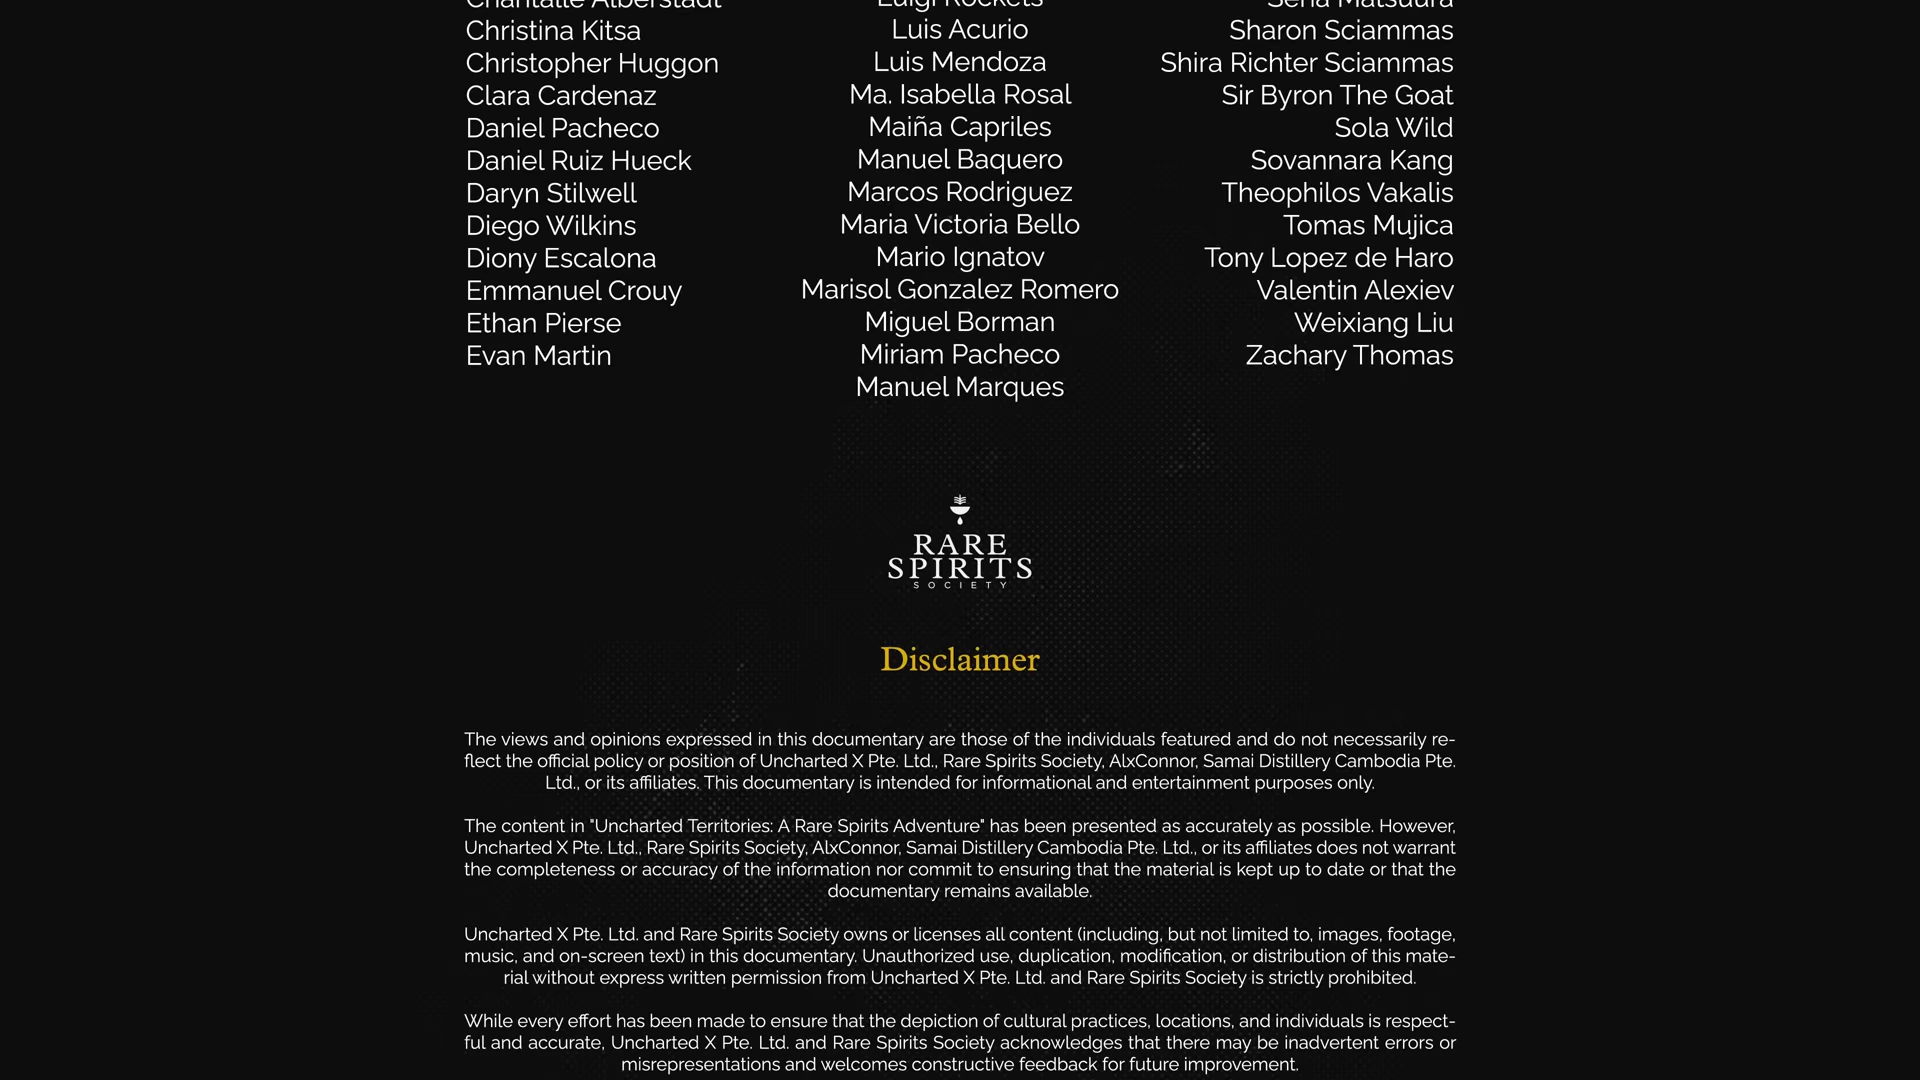 Chantalle Alberstadt
Christina Kitsa
Christopher Huggon
Clara Cardenaz
Daniel Pacheco
Daniel Ruiz Hueck
Daryn Stilwell
Diego Wilkins
Diony Escalona
Emmanuel Crouy
Ethan Pierse
Evan Martin
Luigi Rockets
Luis Acurio
Luis Mendoza
Ma. Isabella Rosal
Maiña Capriles
Manuel Baquero
Marcos Rodriguez
Maria Victoria Bello
Mario Ignatov
Marisol Gonzalez Romero
Miguel Borman
Miriam Pacheco
Manuel Marques
Sena Matsuura
Sharon Sciammas
Shira Richter Sciammas
Sir Byron The Goat
Sola Wild
Sovannara Kang
Theophilos Vakalis
Tomas Mujica
Tony Lopez de Haro
Valentin Alexiev
Weixiang Liu
Zachary Thomas
RARE
SPIRITS
SOCIETY
Disclaimer
The views and opinions expressed in this documentary are those of the individuals featured and do not necessarily re-
flect the official policy or position of Uncharted X Pte. Ltd., Rare Spirits Society, AlxConnor, Samai Distillery Cambodia Pte.
Ltd., or its affiliates. This documentary is intended for informational and entertainment purposes only.
The content in "Uncharted Territories: A Rare Spirits Adventure" has been presented as accurately as possible. However,
Uncharted X Pte. Ltd., Rare Spirits Society, AlxConnor, Samai Distillery Cambodia Pte. Ltd., or its affiliates does not warrant
the completeness or accuracy of the information nor commit to ensuring that the material is kept up to date or that the
documentary remains available.
Uncharted X Pte. Ltd. and Rare Spirits Society owns or licenses all content (including, but not limited to, images, footage,
music, and on-screen text) in this documentary. Unauthorized use, duplication, modification, or distribution of this mate-
rial without express written permission from Uncharted X Pte. Ltd. and Rare Spirits Society is strictly prohibited.
While every effort has been made to ensure that the depiction of cultural practices, locations, and individuals is respect-
ful and accurate, Uncharted X Pte. Ltd. and Rare Spirits Society acknowledges that there may be inadvertent errors or
misrepresentations and welcomes constructive feedback for future improvement.